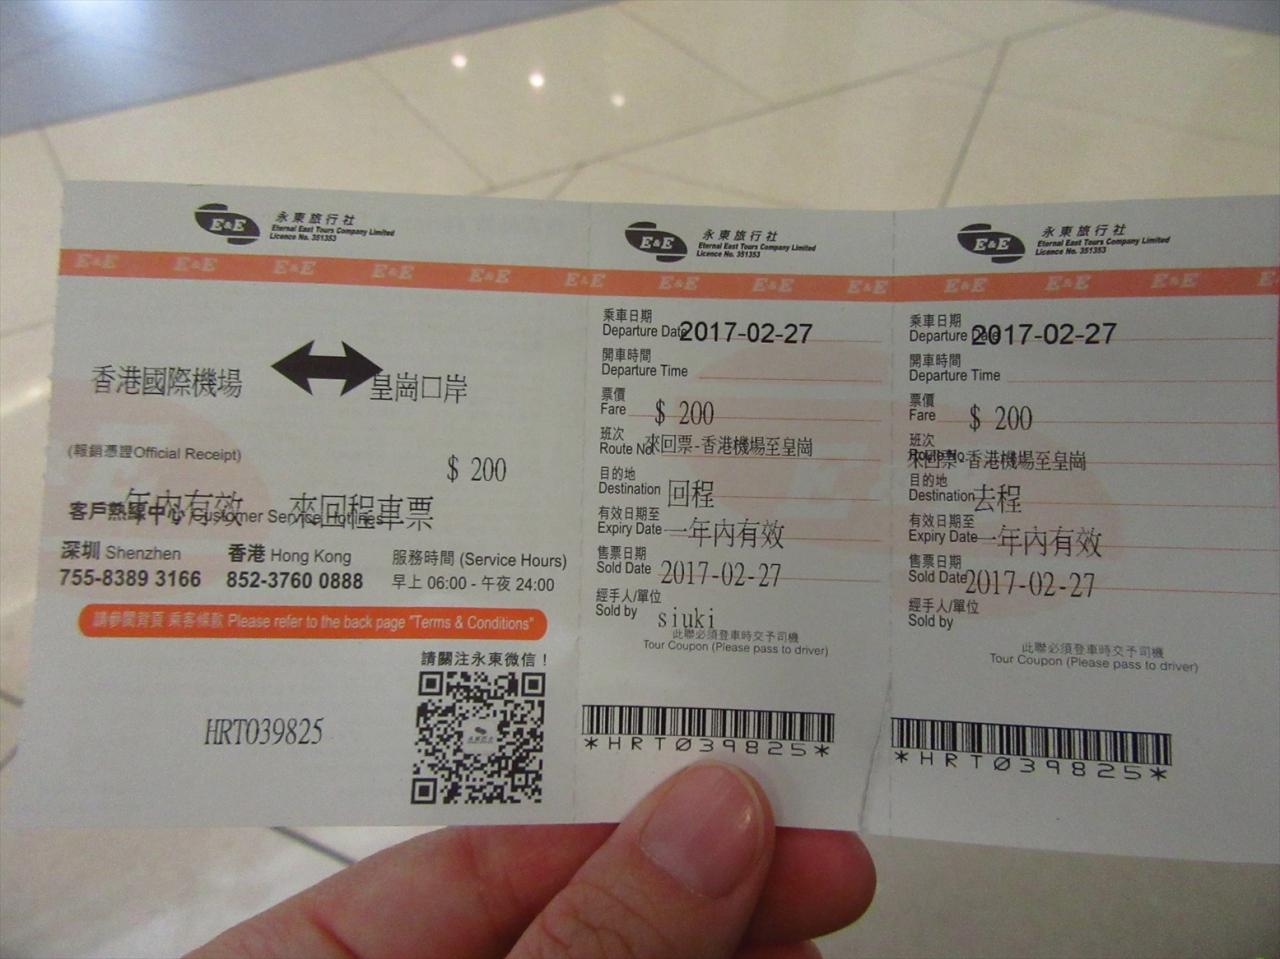 E&E 永東旅行社
Eternal East Tours Company Limited
Licence No. 351353
E&E E&E E&E E&E E&E E&E
香港國際機場 皇崗口岸
(報銷憑證Official Receipt)
$ 200
一年內有效 來回程車票
客戶熱線中心 Customer Service Hotlines
深圳 Shenzhen 香港 Hong Kong 服務時間 (Service Hours)
755-8389 3166 852-3760 0888 早上 06:00 - 午夜 24:00
請參閱背頁 乘客條款 Please refer to the back page "Terms & Conditions"
請關注永東微信！
HRT039825
E&E 永東旅行社
Eternal East Tours Company Limited
Licence No. 351353
E&E E&E E&E
乘車日期
Departure Date 2017-02-27
開車時間
Departure Time
票價
Fare $ 200
班次
Route No. 來回票-香港機場至皇崗
目的地
Destination 回程
有效日期至
Expiry Date 一年內有效
售票日期
Sold Date 2017-02-27
經手人/單位
Sold by siuki
此聯必須登車時交予司機
Tour Coupon (Please pass to driver)
*HRT039825*
E&E 永東旅行社
Eternal East Tours Company Limited
Licence No. 351353
E&E E&E E&E E&E
乘車日期
Departure Date 2017-02-27
開車時間
Departure Time
票價
Fare $ 200
班次
Route No. 來回票-香港機場至皇崗
目的地
Destination 去程
有效日期至
Expiry Date 一年內有效
售票日期
Sold Date 2017-02-27
經手人/單位
Sold by
此聯必須登車時交予司機
Tour Coupon (Please pass to driver)
*HRT039825*